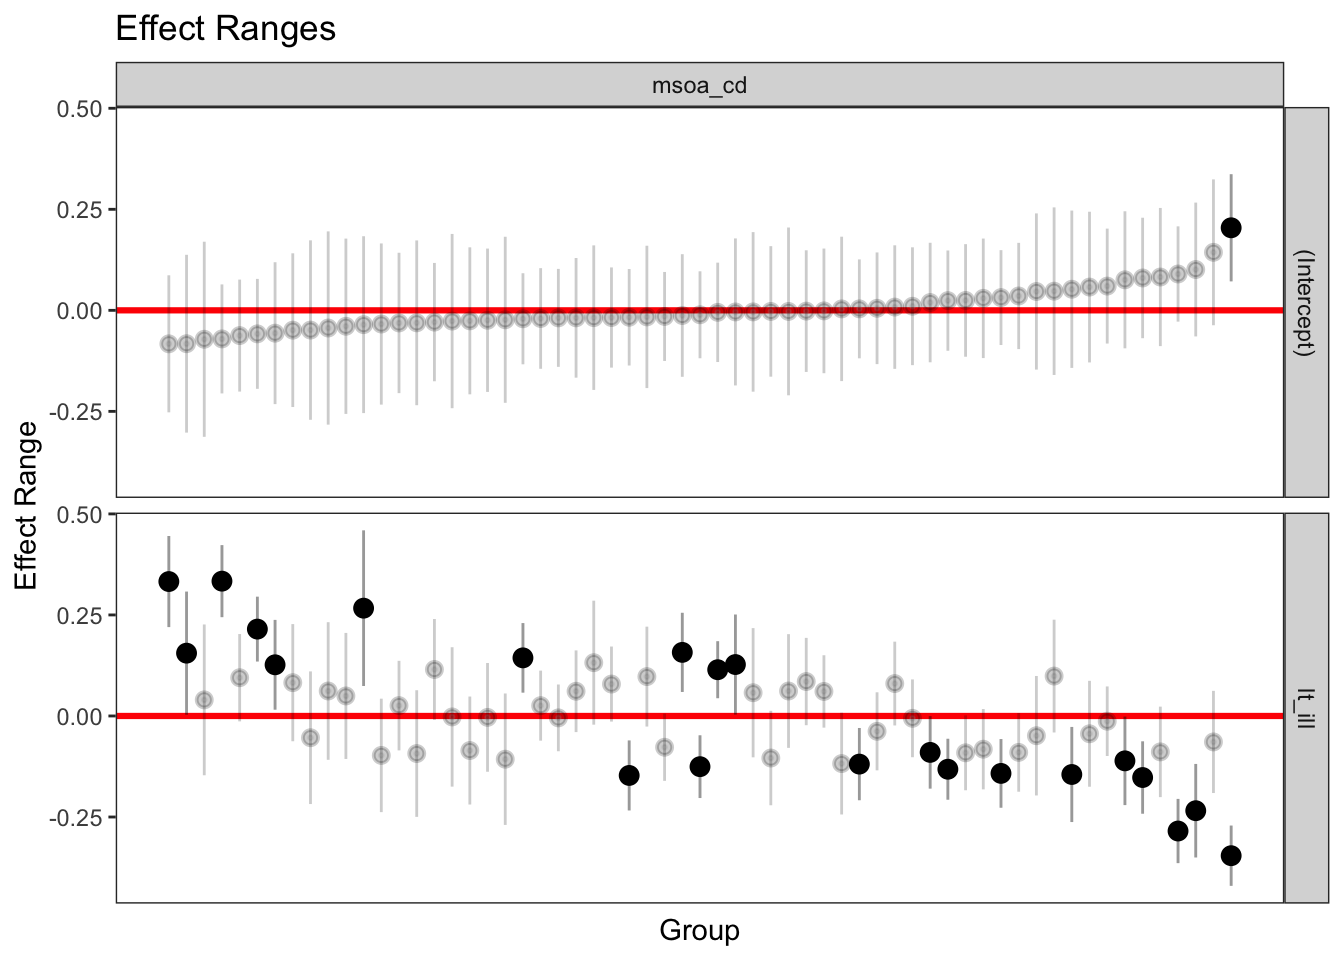 Effect Ranges
msoa_cd
0.50
0.25
0.00
-0.25
(Intercept)
Effect Range
0.50
0.25
0.00
-0.25
lt_ill
Group